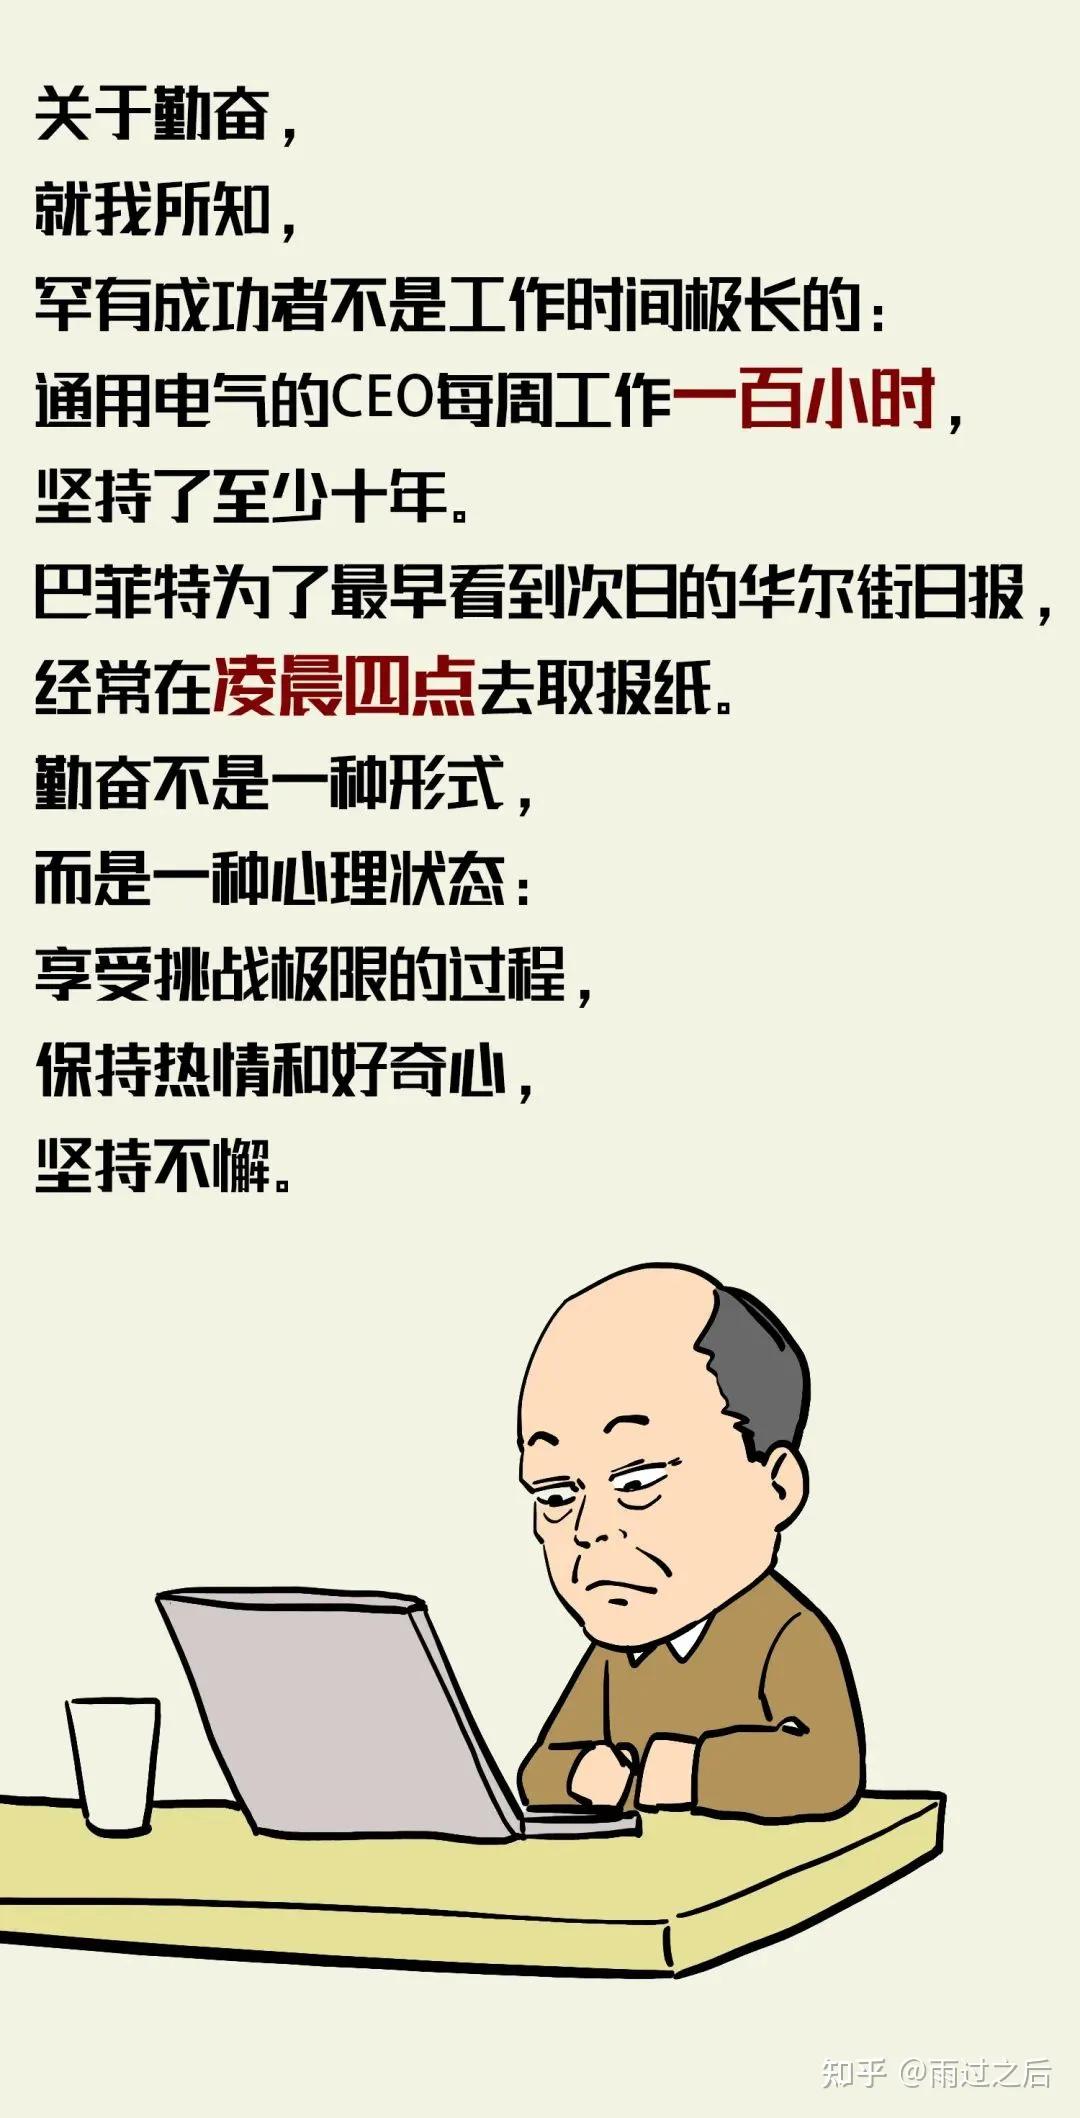 关于勤奋，
就我所知，
罕有成功者不是工作时间极长的：
通用电气的CEO每周工作一百小时，
坚持了至少十年。
巴菲特为了最早看到次日的华尔街日报，
经常在凌晨四点去取报纸。
勤奋不是一种形式，
而是一种心理状态：
享受挑战极限的过程，
保持热情和好奇心，
坚持不懈。
知乎 @雨过之后